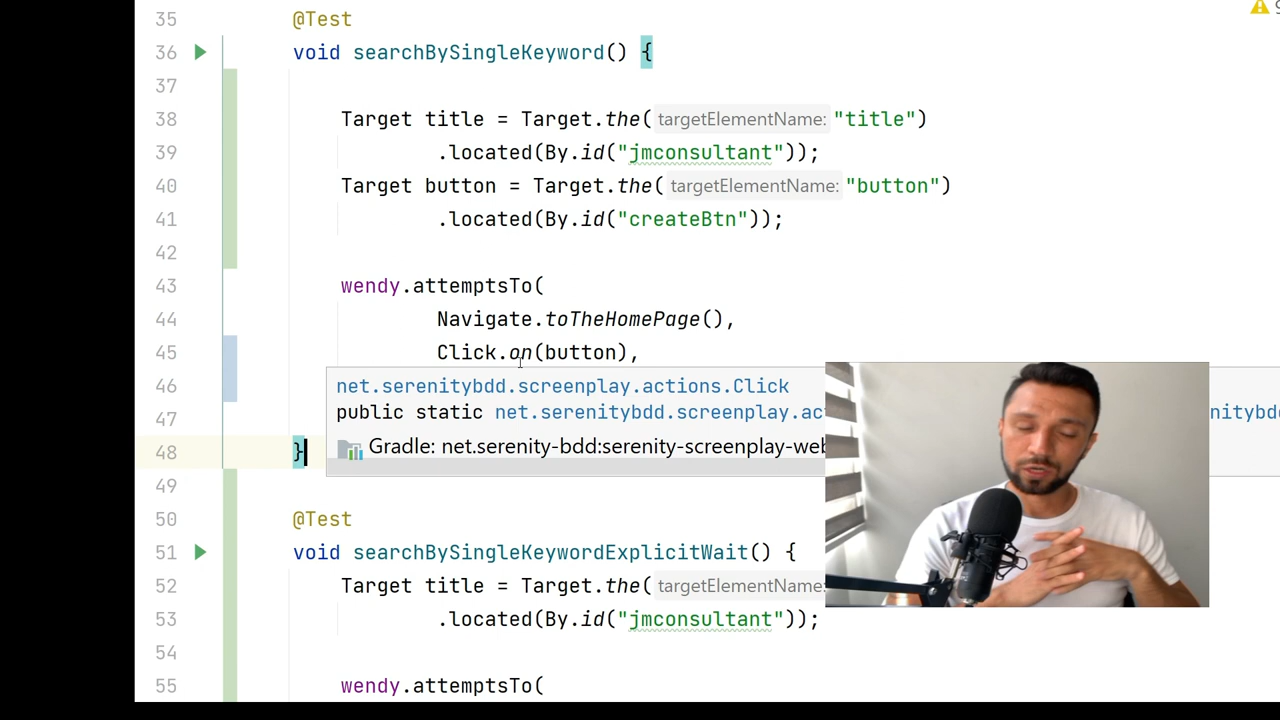 35 @Test
36 void searchBySingleKeyword() {
37
38 Target title = Target.the( targetElementName: "title")
39 .located(By.id("jmconsultant"));
40 Target button = Target.the( targetElementName: "button")
41 .located(By.id("createBtn"));
42
43 wendy.attemptsTo(
44 Navigate.toTheHomePage(),
45 Click.on(button),
46 net.serenitybdd.screenplay.actions.Click
47 public static net.serenitybdd.screenplay.ac nitybd
48 } Gradle: net.serenity-bdd:serenity-screenplay-web
49
50 @Test
51 void searchBySingleKeywordExplicitWait() {
52 Target title = Target.the( targetElementName:
53 .located(By.id("jmconsultant"));
54
55 wendy.attemptsTo(